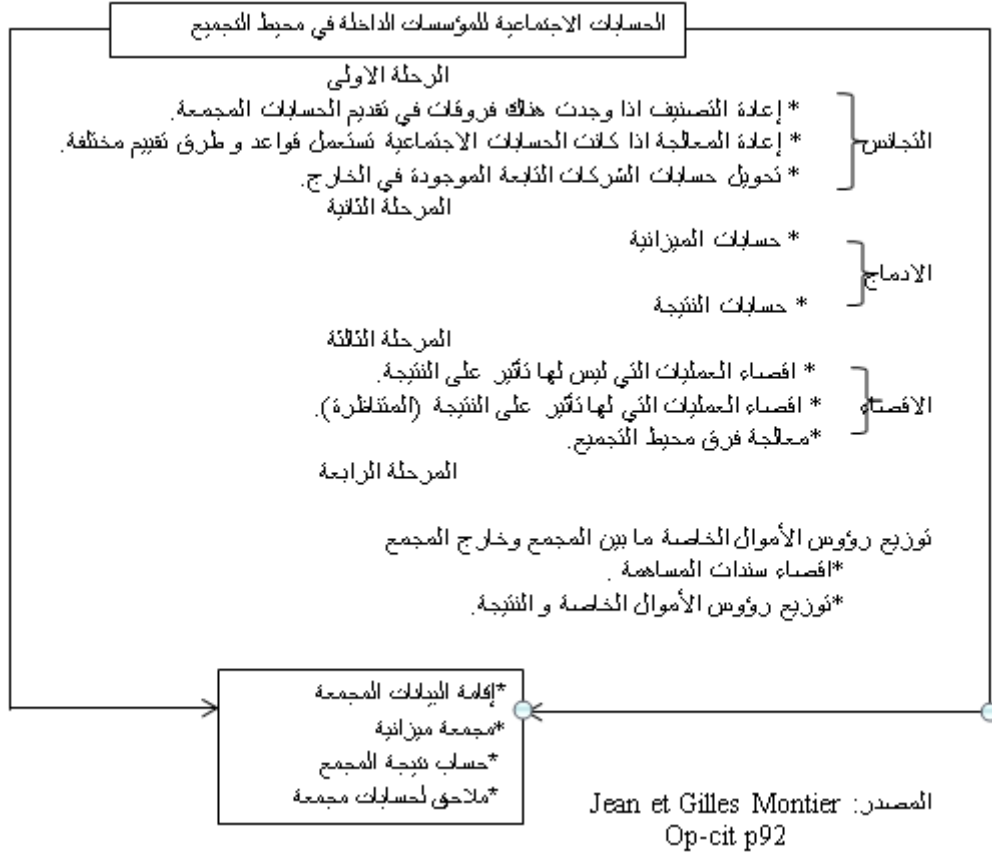 الحسابات الاجتماعية للمؤسسات الداخلة في محيط التجميع
الرحلة الاولى
* إعادة التصنيف اذا وجدت هناك فروقات في تقديم الحسابات المجمعة.
التجانس
* إعادة المعالجة اذا كانت الحسابات الاجتماعية تستعمل قواعد و طرق تقييم مختلفة.
* تحويل حسابات الشركات التابعة الموجودة في الخارج.
المرحلة الثانية
* حسابات الميزانية
الادماج
* حسابات النتيجة
المرحلة الثالثة
* اقصاء العمليات التي ليس لها تأثير على النتيجة.
الاقصاء
* اقصاء العمليات التي لها تأثير على النتيجة (المتناظرة).
*معالجة فرق محيط التجميع.
المرحلة الرابعة
توزيع رؤوس الأموال الخاصة ما بين المجمع وخارج المجمع
*اقصاء سندات المساهمة .
*توزيع رؤوس الأموال الخاصة و النتيجة.
*إقامة البيانات المجمعة
*مجمعة ميزانية
*حساب نتيجة المجمع
*ملاحق لحسابات مجمعة
المصدر: Jean et Gilles Montier
Op-cit p92